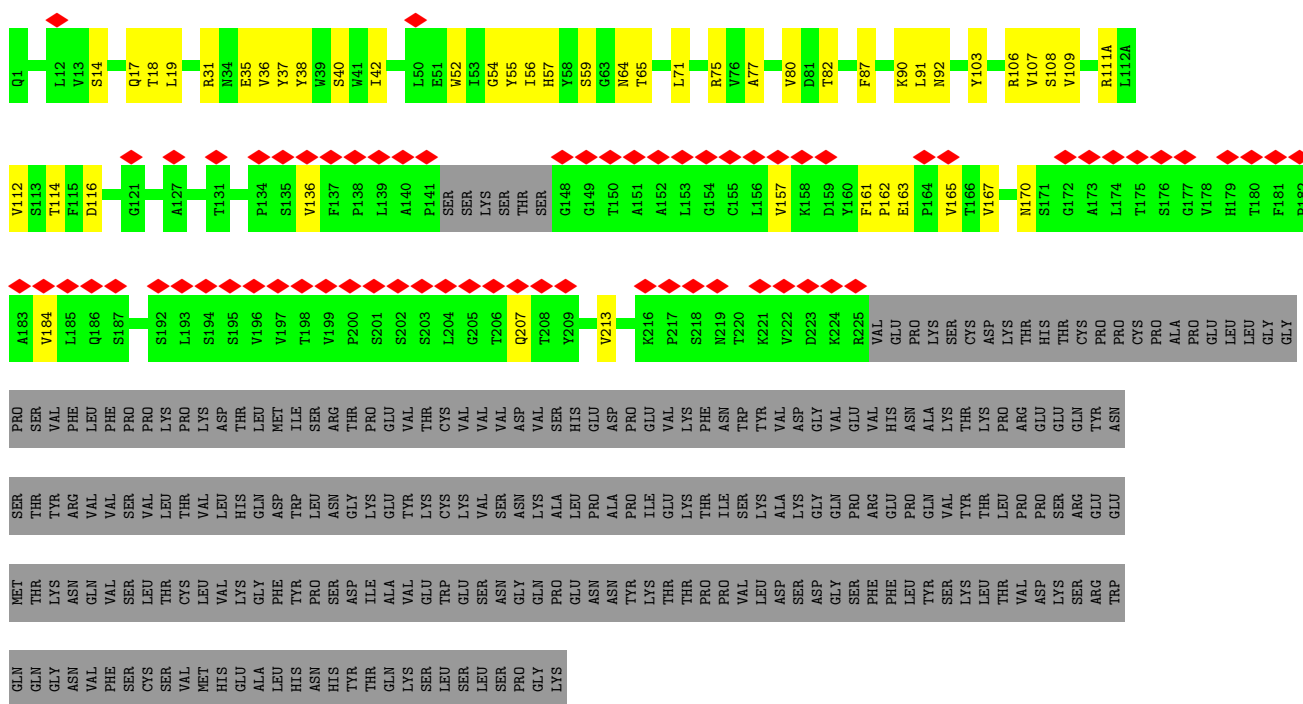 Q1 L12 V13 S14 Q17 T18 L19 R31 N34 E35 V36 Y37 Y38 W39 S40 W41 I42 L50 E51 W52 I53 G54 Y55 I56 H57 Y58 S59 G63 N64 T65 L71 R75 V76 A77 V80 D81 T82 F87 K90 L91 N92 Y103 R106 V107 S108 V109 R111A L112A
V112 S113 T114 F115 D116 G121 A127 T131 P134 S135 V136 F137 P138 L139 A140 P141 SER SER LYS SER THR SER G148 G149 T150 A151 A152 L153 G154 C155 L156 V157 K158 D159 Y160 F161 P162 E163 P164 V165 T166 V167 N170 S171 G172 A173 L174 T175 S176 G177 V178 H179 T180 F181 P182
A183 V184 L185 Q186 S187 S192 L193 S194 S195 V196 V197 T198 V199 P200 S201 S202 S203 L204 G205 T206 Q207 T208 Y209 V213 K216 P217 S218 N219 T220 K221 V222 D223 K224 R225 VAL GLU PRO LYS SER CYS ASP LYS THR HIS THR CYS PRO PRO CYS PRO ALA PRO GLU LEU LEU GLY GLY
PRO SER VAL PHE LEU PHE PRO PRO LYS PRO LYS ASP THR LEU MET ILE SER ARG THR PRO GLU VAL THR CYS VAL VAL VAL ASP VAL SER HIS GLU ASP PRO GLU VAL LYS PHE ASN TRP TYR VAL ASP GLY VAL GLU VAL HIS ASN ALA LYS THR LYS PRO ARG GLU GLU GLN TYR ASN
SER THR TYR ARG VAL VAL SER VAL LEU THR VAL LEU HIS GLN ASP TRP LEU ASN GLY LYS GLU TYR LYS CYS LYS VAL SER ASN LYS ALA LEU PRO ALA PRO ILE GLU LYS THR ILE SER LYS ALA LYS GLY GLN PRO ARG GLU PRO GLN VAL TYR THR LEU PRO PRO SER ARG GLU GLU
MET THR LYS ASN GLN VAL SER LEU THR CYS LEU VAL LYS GLY PHE TYR PRO SER ASP ILE ALA VAL GLU TRP GLU SER ASN GLY GLN PRO GLU ASN ASN TYR LYS THR THR PRO PRO VAL LEU ASP SER ASP GLY SER PHE PHE LEU TYR SER LYS LEU THR VAL ASP LYS SER ARG TRP
GLN GLN GLY ASN VAL PHE SER CYS SER VAL MET HIS GLU ALA LEU HIS ASN HIS TYR THR GLN LYS SER LEU SER LEU SER PRO GLY LYS